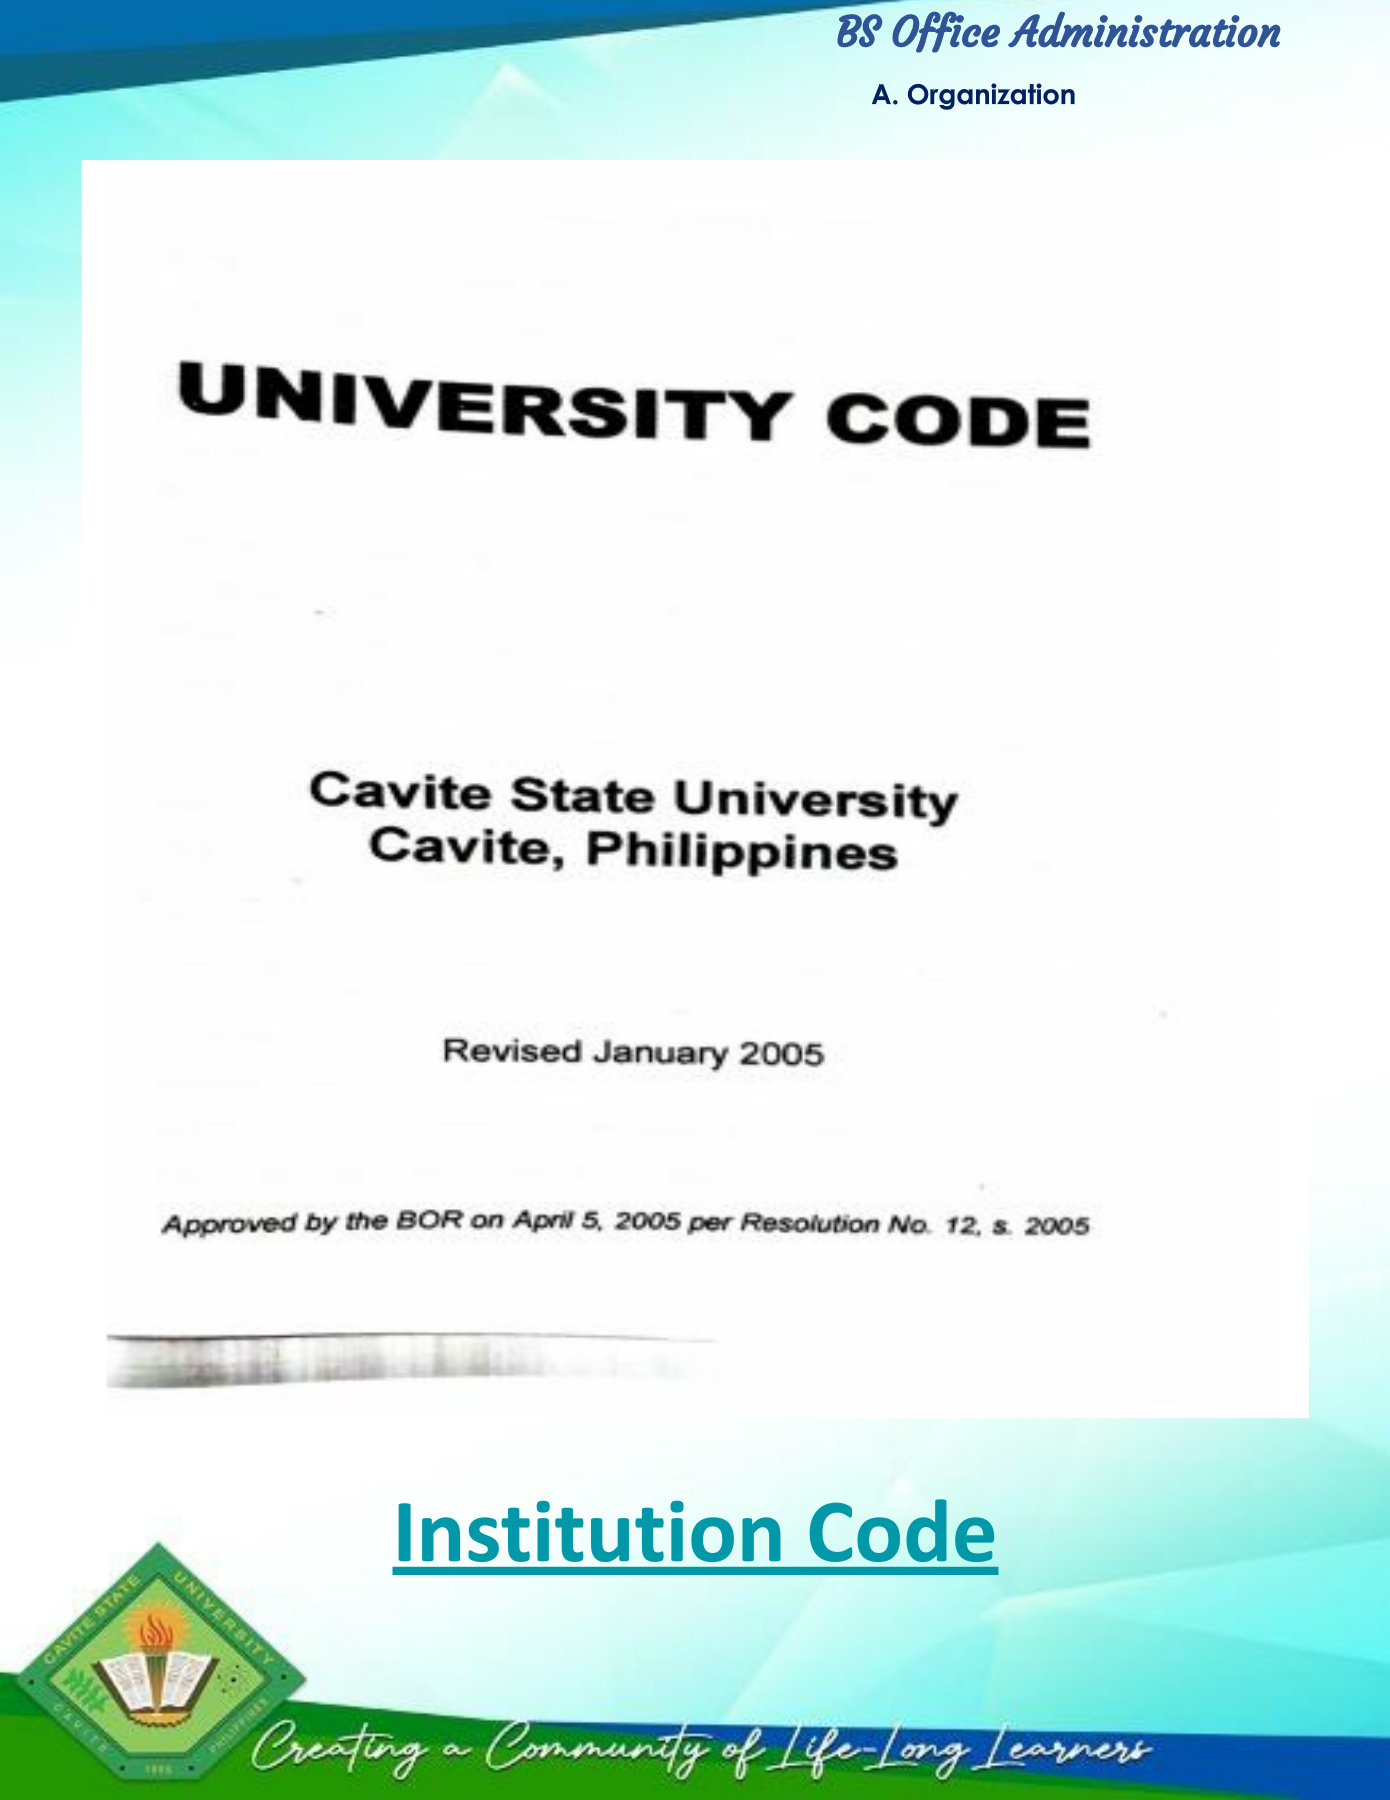 BS Office Administration
A. Organization
UNIVERSITY CODE
Cavite State University
Cavite, Philippines
Revised January 2005
Approved by the BOR on April 5, 2005 per Resolution No. 12, s. 2005
Institution Code
CAVITE STATE UNIVERSITY
CAVITE PHILIPPINES
Creating a Community of Life-Long Learners